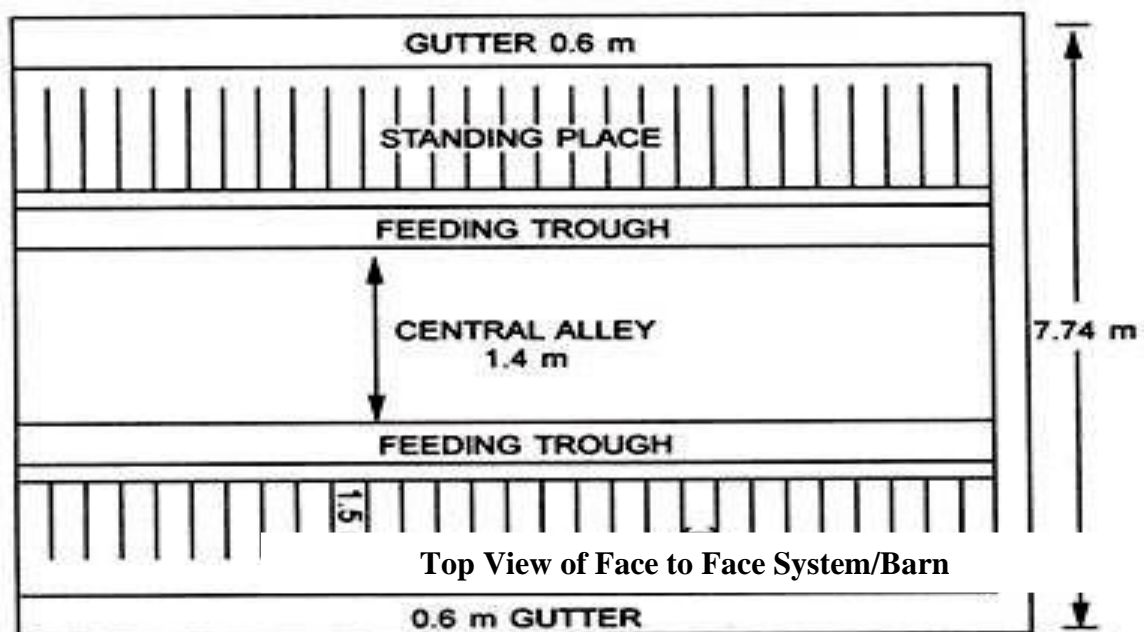 GUTTER 0.6 m
STANDING PLACE
FEEDING TROUGH
CENTRAL ALLEY
1.4 m
7.74 m
FEEDING TROUGH
1.5
Top View of Face to Face System/Barn
0.6 m GUTTER